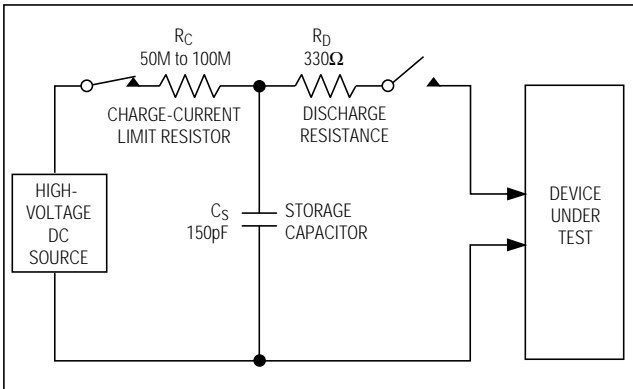 RC
50M to 100M
CHARGE-CURRENT
LIMIT RESISTOR
RD
330Ω
DISCHARGE
RESISTANCE
HIGH-
VOLTAGE
DC
SOURCE
CS
150pF
STORAGE
CAPACITOR
DEVICE
UNDER
TEST